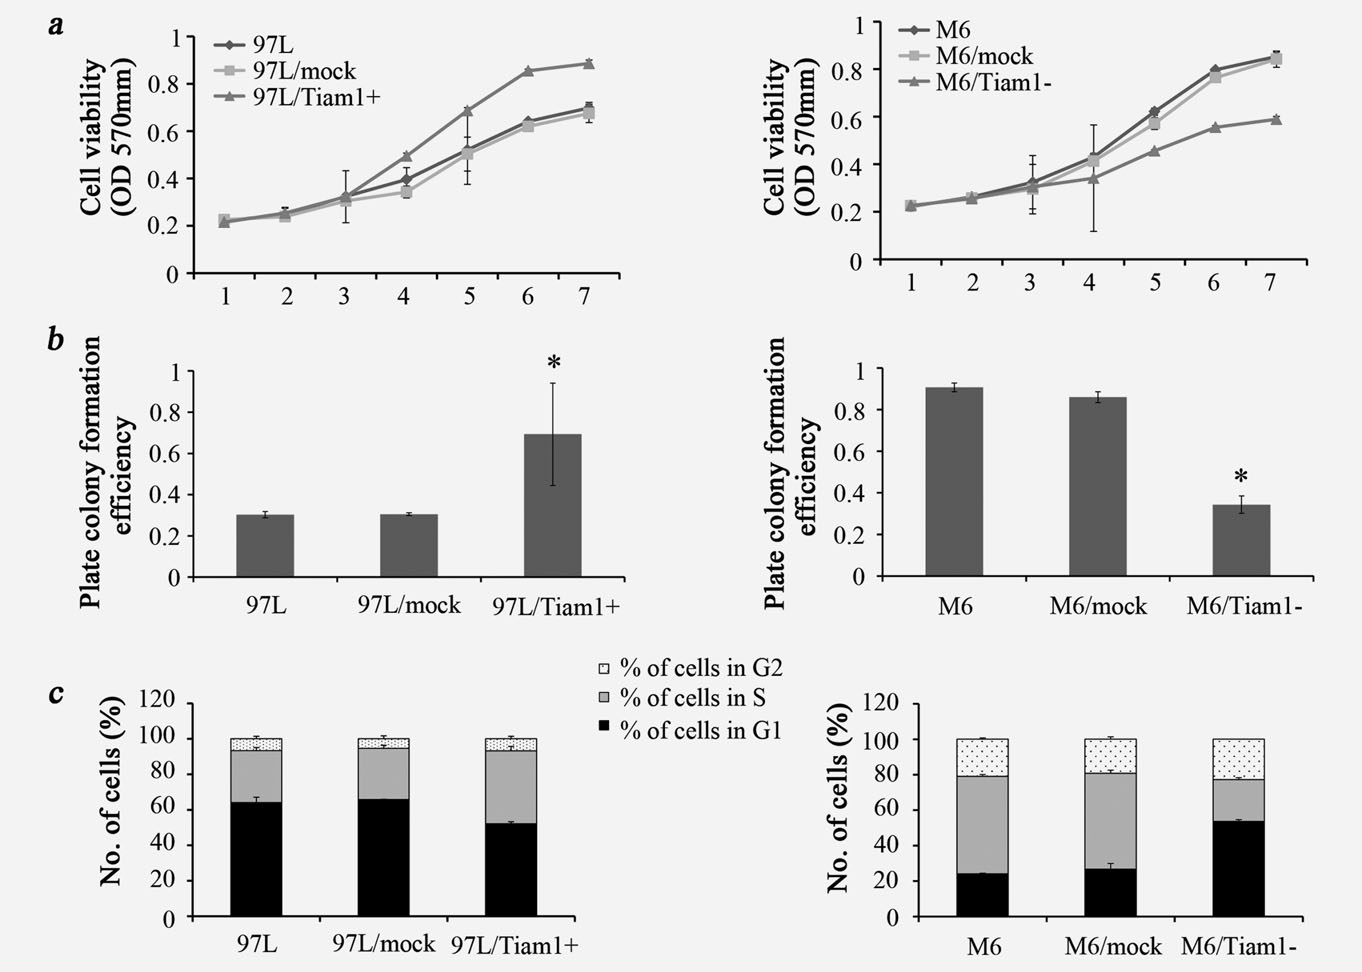 a
Cell viability
(OD 570mm)
1
0.8
0.6
0.4
0.2
0
97L
97L/mock
97L/Tiam1+
1 2 3 4 5 6 7
Cell viability
(OD 570mm)
1
0.8
0.6
0.4
0.2
0
M6
M6/mock
M6/Tiam1-
1 2 3 4 5 6 7
b
Plate colony formation
efficiency
1
0.8
0.6
0.4
0.2
0
*
97L 97L/mock 97L/Tiam1+
Plate colony formation
efficiency
1
0.8
0.6
0.4
0.2
0
*
M6 M6/mock M6/Tiam1-
c
% of cells in G2
% of cells in S
% of cells in G1
No. of cells (%)
120
100
80
60
40
20
0
97L 97L/mock 97L/Tiam1+
No. of cells (%)
120
100
80
60
40
20
0
M6 M6/mock M6/Tiam1-